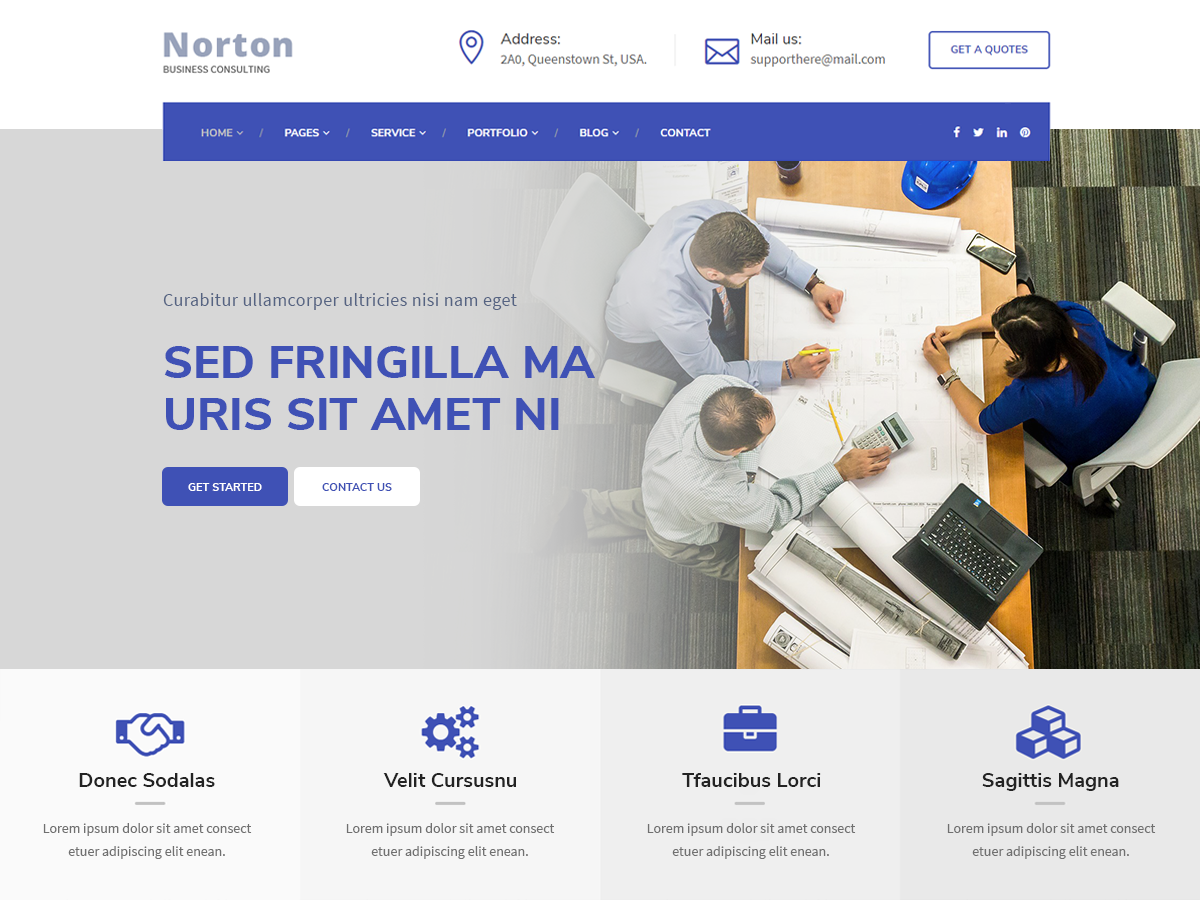 Norton
BUSINESS CONSULTING
Address:
2A0, Queenstown St, USA.
Mail us:
supporthere@mail.com
GET A QUOTES
HOME / PAGES / SERVICE / PORTFOLIO / BLOG / CONTACT
Curabitur ullamcorper ultricies nisi nam eget
SED FRINGILLA MA
URIS SIT AMET NI
GET STARTED
CONTACT US
Donec Sodalas
Lorem ipsum dolor sit amet consect
etuer adipiscing elit enean.
Velit Cursusnu
Lorem ipsum dolor sit amet consect
etuer adipiscing elit enean.
Tfaucibus Lorci
Lorem ipsum dolor sit amet consect
etuer adipiscing elit enean.
Sagittis Magna
Lorem ipsum dolor sit amet consect
etuer adipiscing elit enean.